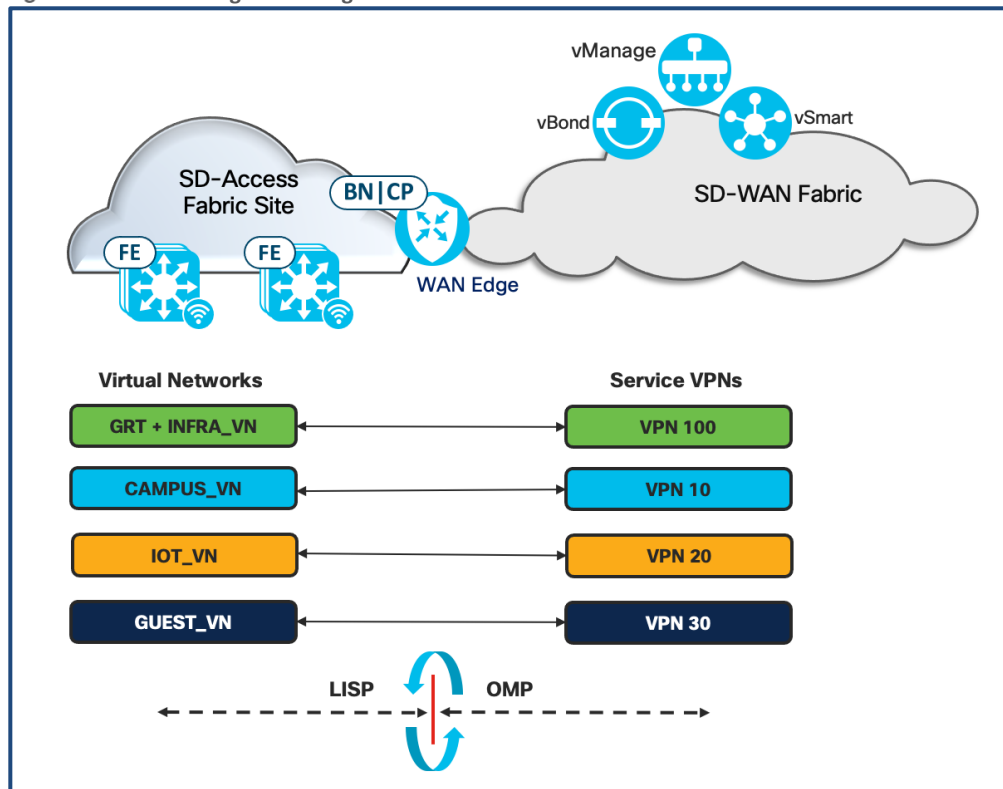 vManage
vBond
vSmart
SD-Access
Fabric Site
BN|CP
SD-WAN Fabric
FE
FE
WAN Edge
Virtual Networks
Service VPNs
GRT + INFRA_VN
VPN 100
CAMPUS_VN
VPN 10
IOT_VN
VPN 20
GUEST_VN
VPN 30
LISP
OMP